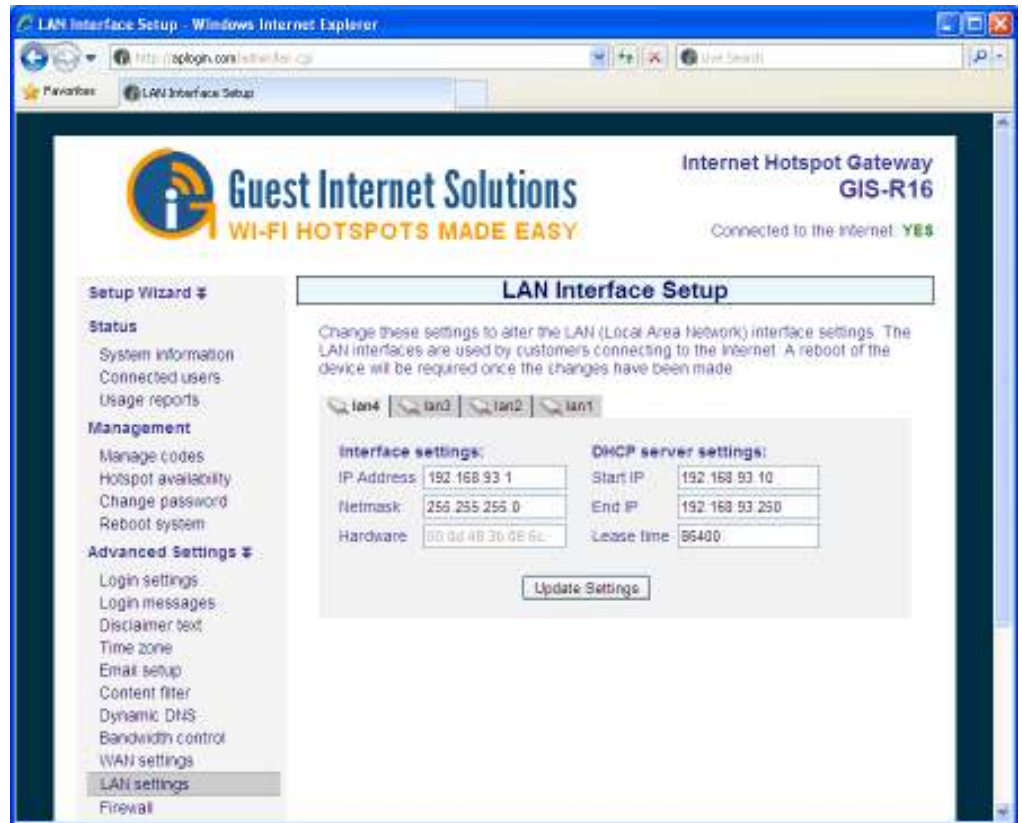 LAN Interface Setup - Windows Internet Explorer
aplogin.com
Live Search
Favorites LAN Interface Setup
Guest Internet Solutions
WI-FI HOTSPOTS MADE EASY
Internet Hotspot Gateway
GIS-R16
Connected to the Internet: YES
Setup Wizard
Status
System information
Connected users
Usage reports
Management
Manage codes
Hotspot availability
Change password
Reboot system
Advanced Settings
Login settings
Login messages
Disclaimer text
Time zone
Email setup
Content filter
Dynamic DNS
Bandwidth control
WAN settings
LAN settings
Firewall
LAN Interface Setup
Change these settings to alter the LAN (Local Area Network) interface settings. The
LAN interfaces are used by customers connecting to the Internet. A reboot of the
device will be required once the changes have been made
lan4 lan3 lan2 lan1
Interface settings:
IP Address 192.168.93.1
Netmask 255.255.255.0
Hardware
DHCP server settings:
Start IP 192.168.93.10
End IP 192.168.93.250
Lease time 86400
Update Settings